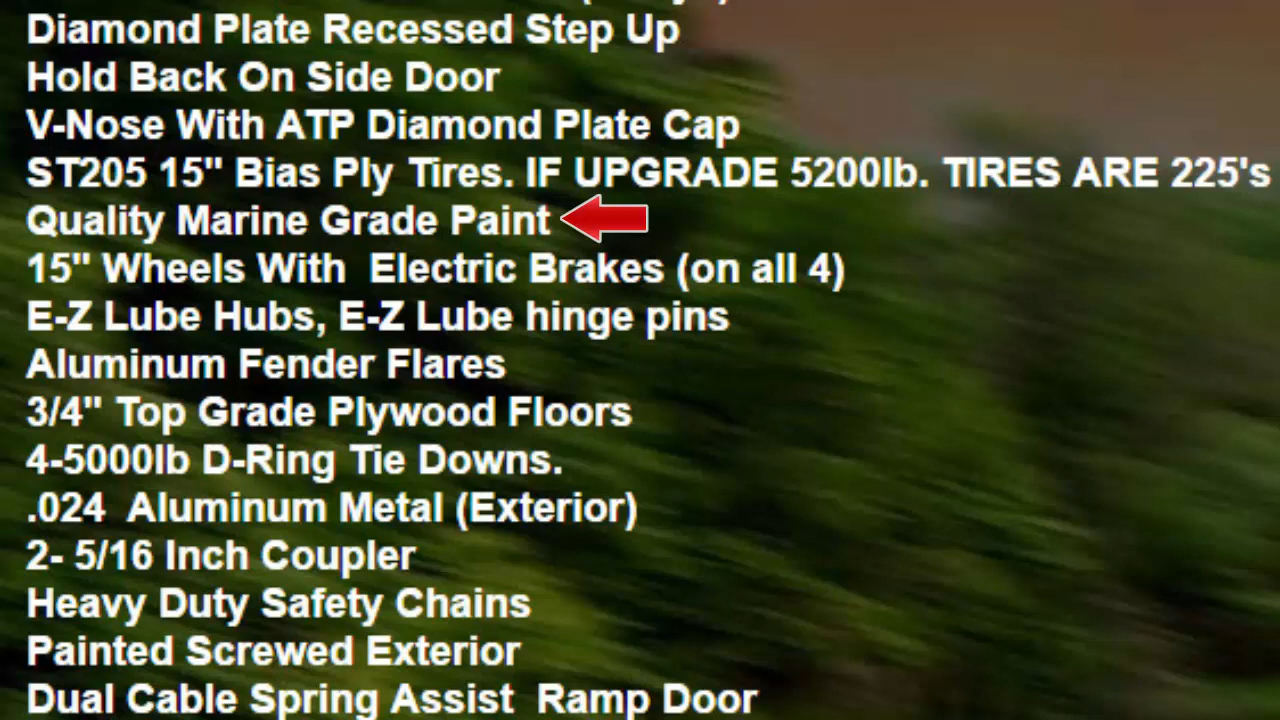 Diamond Plate Recessed Step Up
Hold Back On Side Door
V-Nose With ATP Diamond Plate Cap
ST205 15" Bias Ply Tires. IF UPGRADE 5200lb. TIRES ARE 225's
Quality Marine Grade Paint
15" Wheels With  Electric Brakes (on all 4)
E-Z Lube Hubs, E-Z Lube hinge pins
Aluminum Fender Flares
3/4" Top Grade Plywood Floors
4-5000lb D-Ring Tie Downs.
.024  Aluminum Metal (Exterior)
2- 5/16 Inch Coupler
Heavy Duty Safety Chains
Painted Screwed Exterior
Dual Cable Spring Assist  Ramp Door